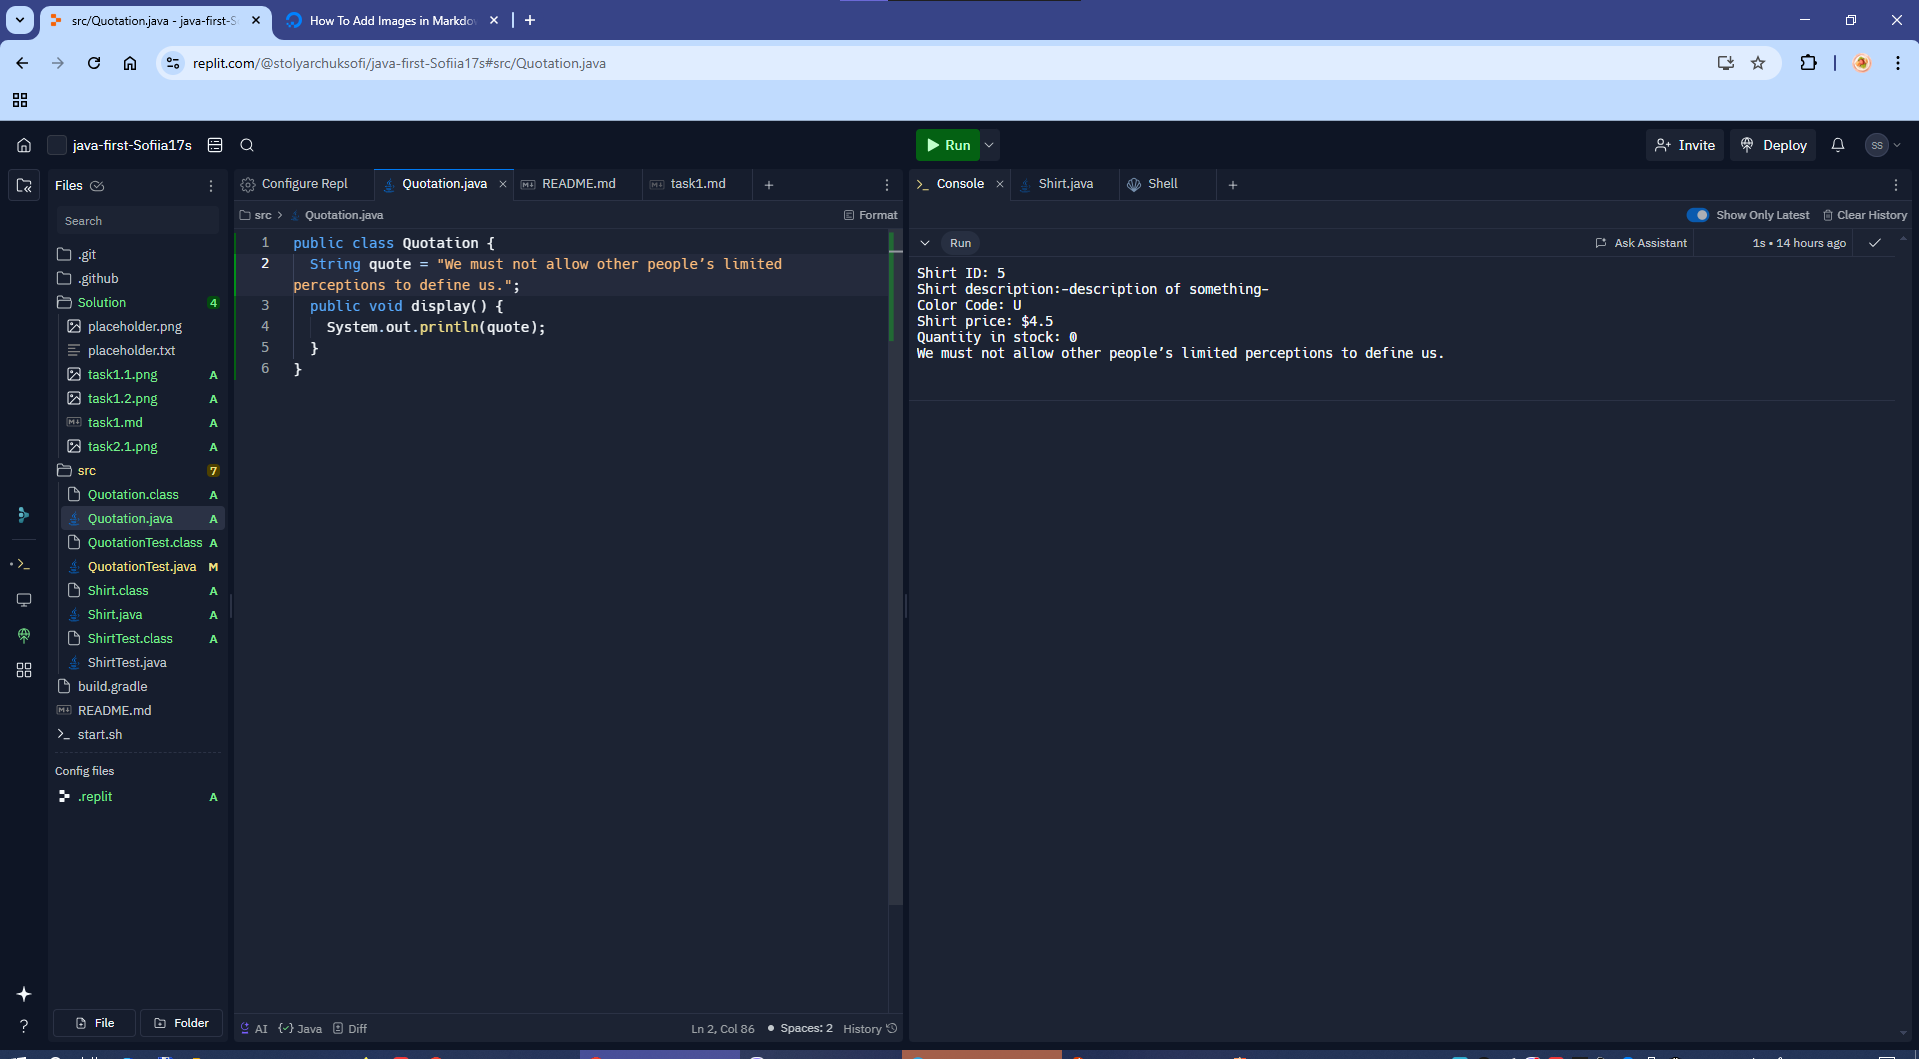 src/Quotation.java - java-first-S
How To Add Images in Markdo
replit.com/@stolyarchuksofi/java-first-Sofiia17s#src/Quotation.java
java-first-Sofiia17s
Run
Invite
Deploy
SS
Files
Configure Repl
Quotation.java
README.md
task1.md
Console
Shirt.java
Shell
Search
src > Quotation.java
Format
Show Only Latest
Clear History
Run
Ask Assistant
1s • 14 hours ago
.git
.github
Solution 4
placeholder.png
placeholder.txt
task1.1.png A
task1.2.png A
task1.md A
task2.1.png A
src 7
Quotation.class A
Quotation.java A
QuotationTest.class A
QuotationTest.java M
Shirt.class A
Shirt.java A
ShirtTest.class A
ShirtTest.java
build.gradle
README.md
start.sh
Config files
.replit A
File
Folder
1 public class Quotation {
2 String quote = "We must not allow other people’s limited
perceptions to define us.";
3 public void display() {
4 System.out.println(quote);
5 }
6 }
AI
Java
Diff
Ln 2, Col 86
Spaces: 2
History
Shirt ID: 5
Shirt description:-description of something-
Color Code: U
Shirt price: $4.5
Quantity in stock: 0
We must not allow other people’s limited perceptions to define us.